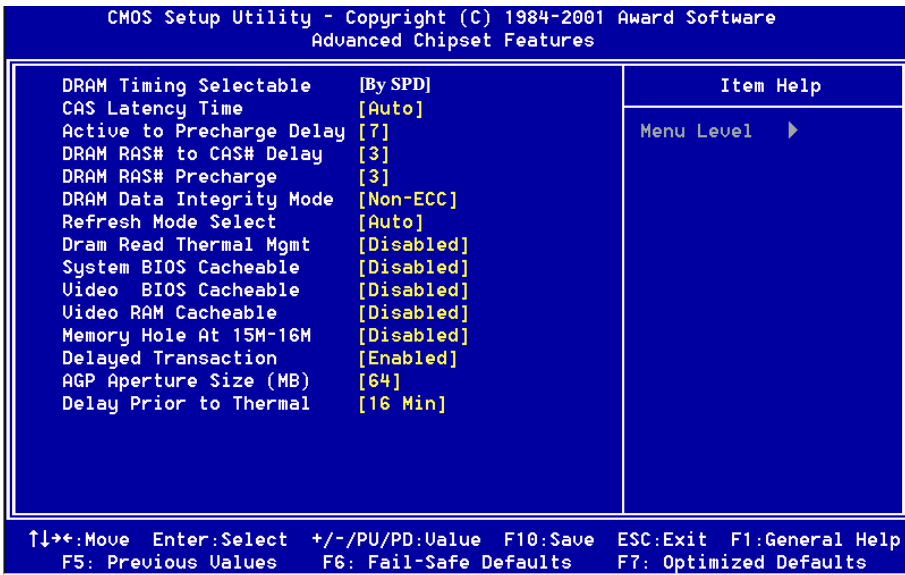 CMOS Setup Utility - Copyright (C) 1984-2001 Award Software
Advanced Chipset Features
DRAM Timing Selectable [By SPD]
CAS Latency Time [Auto]
Active to Precharge Delay [7]
DRAM RAS# to CAS# Delay [3]
DRAM RAS# Precharge [3]
DRAM Data Integrity Mode [Non-ECC]
Refresh Mode Select [Auto]
Dram Read Thermal Mgmt [Disabled]
System BIOS Cacheable [Disabled]
Video BIOS Cacheable [Disabled]
Video RAM Cacheable [Disabled]
Memory Hole At 15M-16M [Disabled]
Delayed Transaction [Enabled]
AGP Aperture Size (MB) [64]
Delay Prior to Thermal [16 Min]
Item Help
Menu Level ▶
↑↓→←:Move Enter:Select +/-/PU/PD:Value F10:Save ESC:Exit F1:General Help
F5: Previous Values F6: Fail-Safe Defaults F7: Optimized Defaults